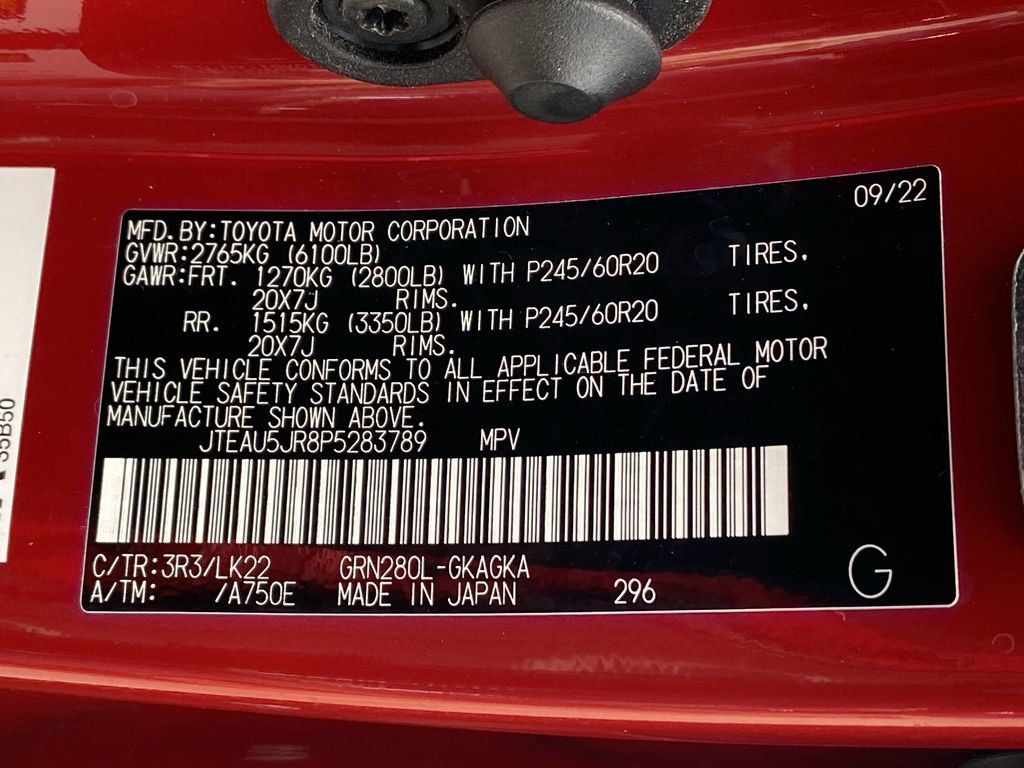 09/22
MFD.BY:TOYOTA MOTOR CORPORATION
GVWR:2765KG (6100LB)
GAWR:FRT. 1270KG (2800LB) WITH P245/60R20 TIRES,
20X7J RIMS.
RR. 1515KG (3350LB) WITH P245/60R20 TIRES,
20X7J RIMS.
THIS VEHICLE CONFORMS TO ALL APPLICABLE FEDERAL MOTOR
VEHICLE SAFETY STANDARDS IN EFFECT ON THE DATE OF
MANUFACTURE SHOWN ABOVE.
JTEAU5JR8P5283789 MPV
C/TR:3R3/LK22 GRN280L-GKAGKA
A/TM: /A750E MADE IN JAPAN 296
G
35B50